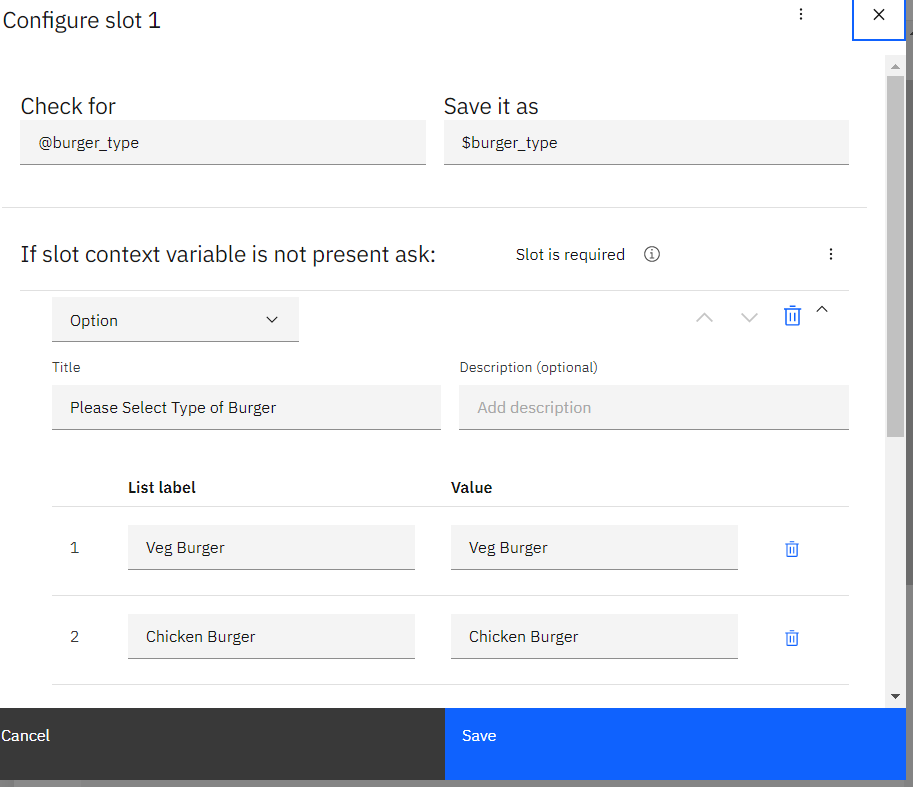 Configure slot 1
Check for
Save it as
@burger_type
$burger_type
If slot context variable is not present ask:
Slot is required
Option
Title
Description (optional)
Please Select Type of Burger
Add description
List label
Value
1
Veg Burger
Veg Burger
2
Chicken Burger
Chicken Burger
Cancel
Save